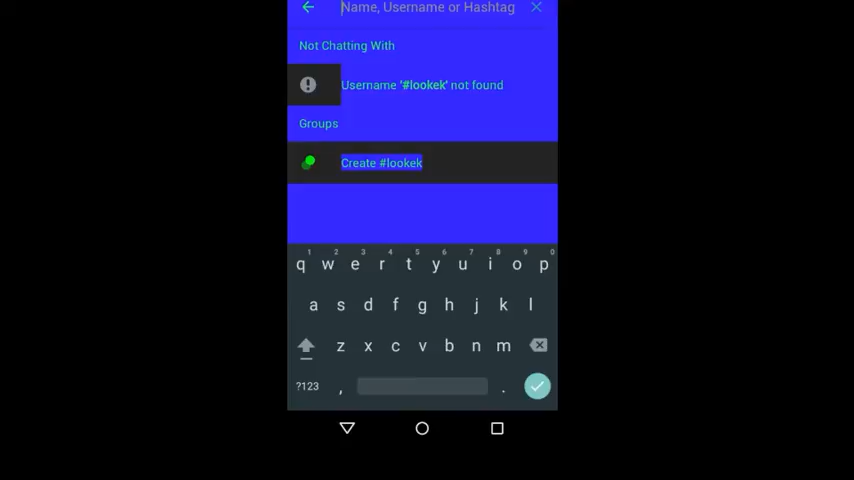 Name, Username or Hashtag
Not Chatting With
Username '#lookek' not found
Groups
Create #lookek
1 2 3 4 5 6 7 8 9 0
q w e r t y u i o p
a s d f g h j k l
z x c v b n m
?123 , .